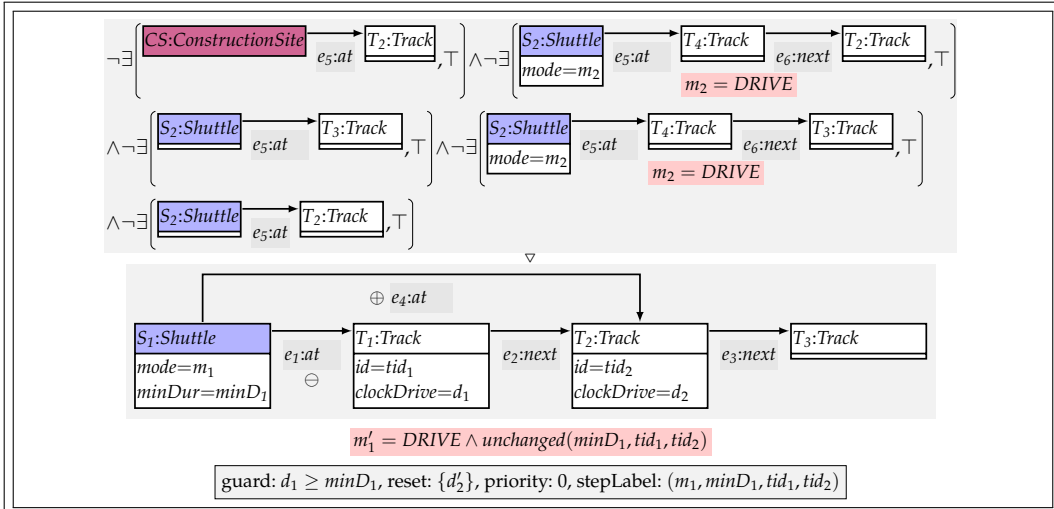 ¬∃ ( CS:ConstructionSite e₅:at T₂:Track , ⊤ ) ∧¬∃ ( S₂:Shuttle mode=m₂ e₅:at T₄:Track e₆:next T₂:Track , ⊤ )
m₂ = DRIVE
∧¬∃ ( S₂:Shuttle e₅:at T₃:Track , ⊤ ) ∧¬∃ ( S₂:Shuttle mode=m₂ e₅:at T₄:Track e₆:next T₃:Track , ⊤ )
m₂ = DRIVE
∧¬∃ ( S₂:Shuttle e₅:at T₂:Track , ⊤ )
▽
⊕ e₄:at
S₁:Shuttle T₁:Track T₂:Track T₃:Track
e₁:at e₂:next e₃:next
mode=m₁ ⊖ id=tid₁ id=tid₂
minDur=minD₁ clockDrive=d₁ clockDrive=d₂
m₁′ = DRIVE ∧ unchanged(minD₁, tid₁, tid₂)
guard: d₁ ≥ minD₁, reset: {d₂′}, priority: 0, stepLabel: (m₁, minD₁, tid₁, tid₂)